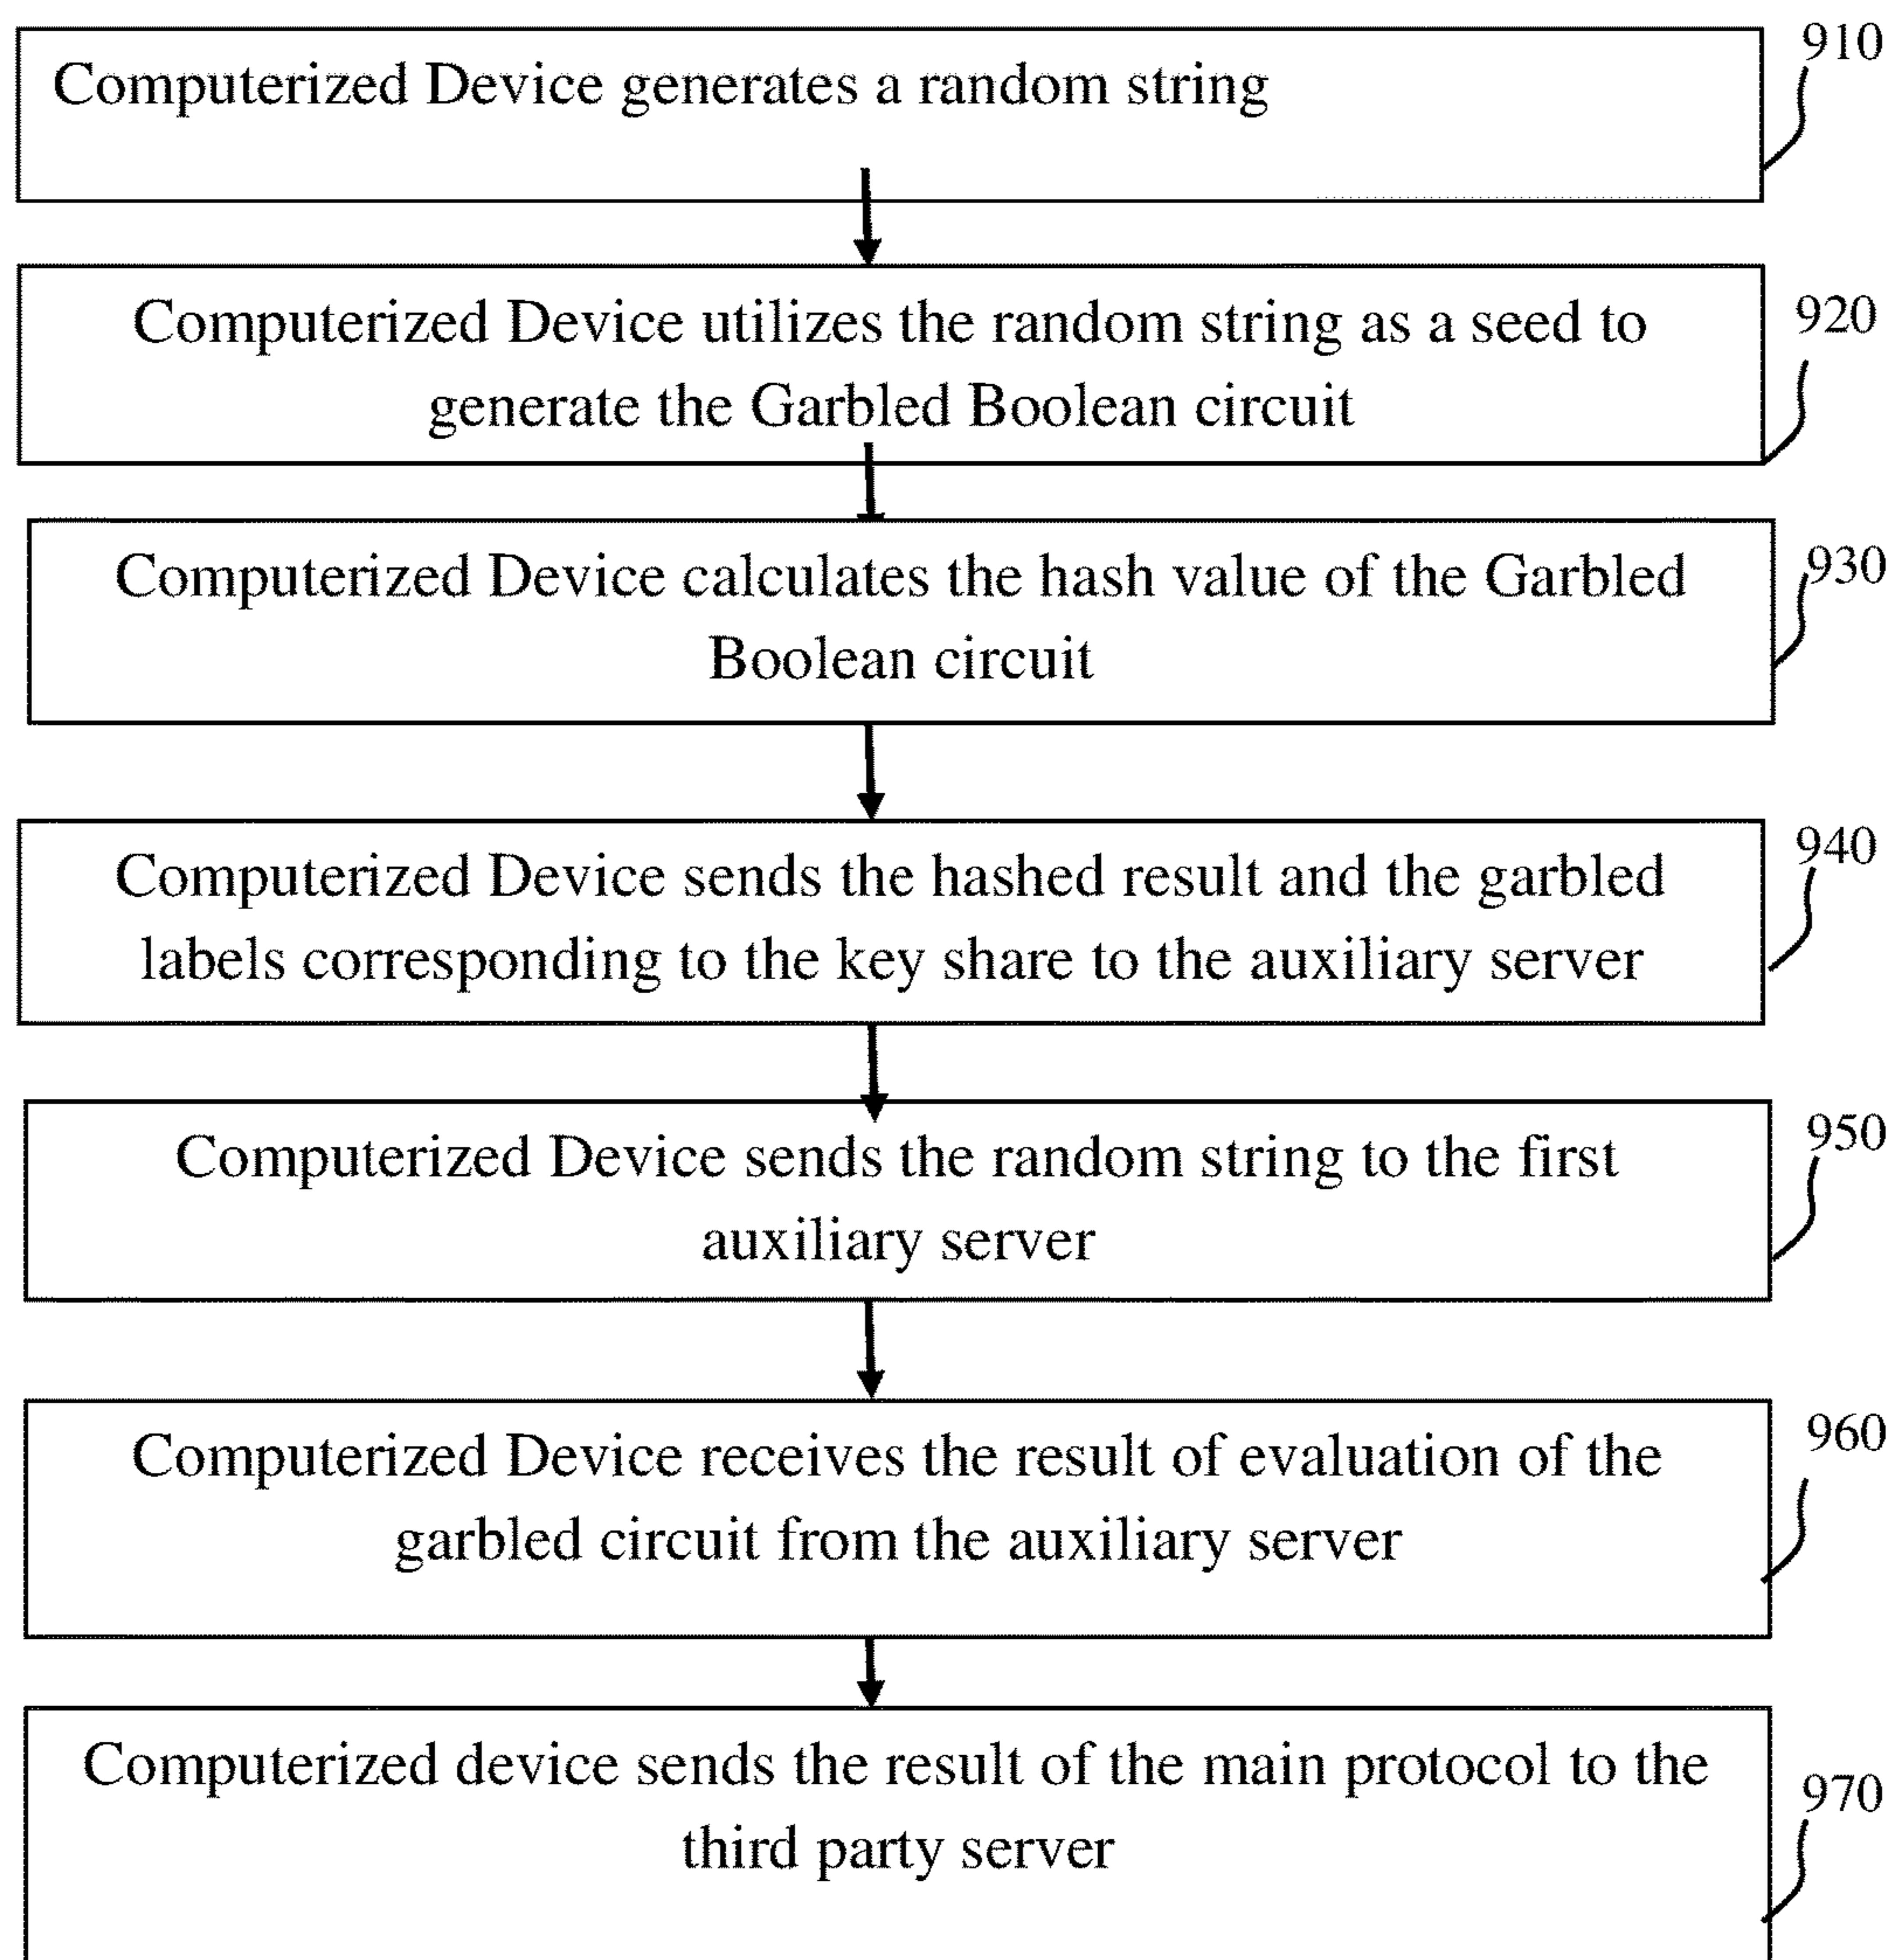 910
Computerized Device generates a random string
920
Computerized Device utilizes the random string as a seed to
generate the Garbled Boolean circuit
930
Computerized Device calculates the hash value of the Garbled
Boolean circuit
940
Computerized Device sends the hashed result and the garbled
labels corresponding to the key share to the auxiliary server
950
Computerized Device sends the random string to the first
auxiliary server
960
Computerized Device receives the result of evaluation of the
garbled circuit from the auxiliary server
970
Computerized device sends the result of the main protocol to the
third party server